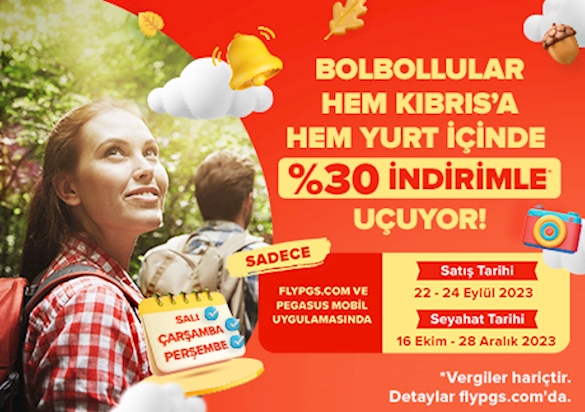 BOLBOLLULAR
HEM KIBRIS'A
HEM YURT İÇİNDE
%30 İNDİRİMLE*
UÇUYOR!
SADECE
FLYPGS.COM VE
PEGASUS MOBİL
UYGULAMASINDA
Satış Tarihi
22 - 24 Eylül 2023
Seyahat Tarihi
16 Ekim - 28 Aralık 2023
SALI
ÇARŞAMBA
PERŞEMBE
*Vergiler hariçtir.
Detaylar flypgs.com'da.